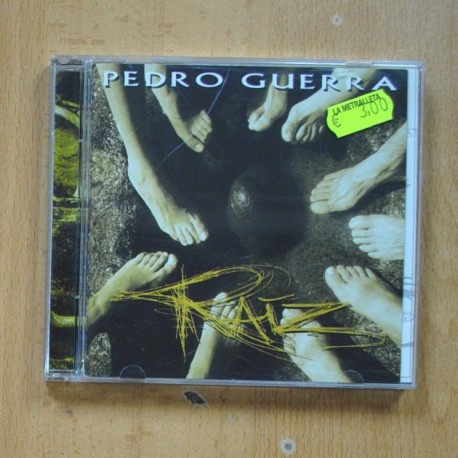 PEDRO GUERRA
LA METRALLETA
€ 3,00
Raíz